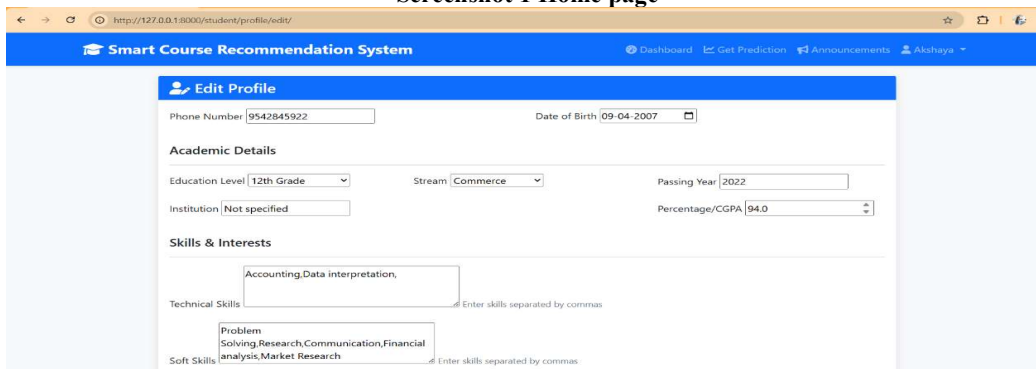 Screenshot 1 Home page
http://127.0.0.1:8000/student/profile/edit/
Smart Course Recommendation System Dashboard Get Prediction Announcements Akshaya
Edit Profile
Phone Number 9542845922 Date of Birth 09-04-2007
Academic Details
Education Level 12th Grade Stream Commerce Passing Year 2022
Institution Not specified Percentage/CGPA 94.0
Skills & Interests
Accounting,Data interpretation,
Technical Skills Enter skills separated by commas
Problem
Solving,Research,Communication,Financial
analysis,Market Research
Soft Skills Enter skills separated by commas